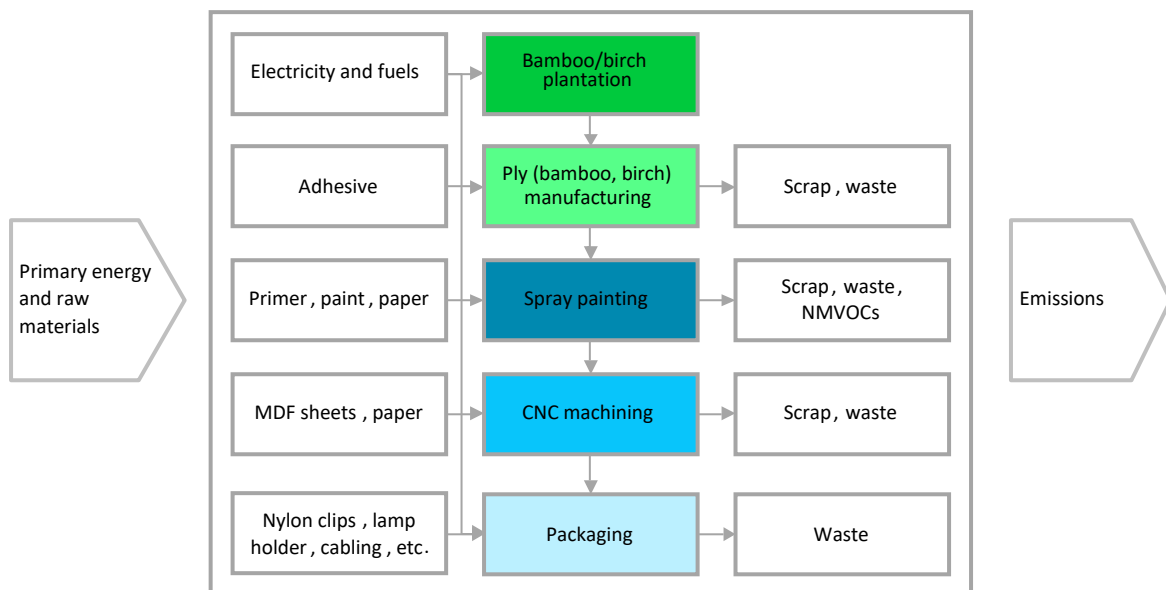 Electricity and fuels
Bamboo/birch
plantation
Adhesive
Ply (bamboo, birch)
manufacturing
Scrap , waste
Primary energy
and raw
materials
Primer , paint , paper
Spray painting
Scrap, waste ,
NMVOCs
Emissions
MDF sheets , paper
CNC machining
Scrap, waste
Nylon clips , lamp
holder , cabling , etc.
Packaging
Waste